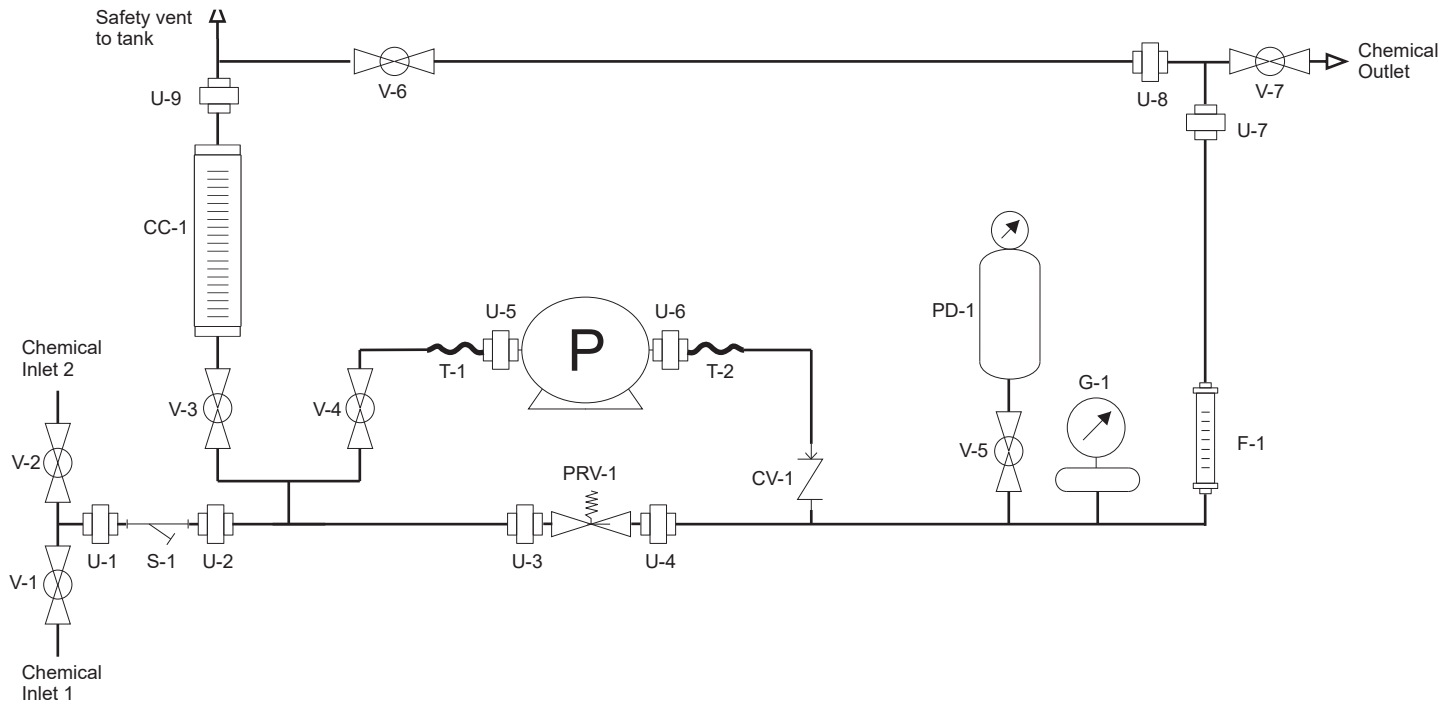 Safety vent
to tank
Chemical
Outlet
V-6
U-8
V-7
U-9
U-7
CC-1
PD-1
U-5
U-6
P
T-1
T-2
Chemical
Inlet 2
G-1
V-3
V-4
V-5
F-1
V-2
PRV-1
CV-1
U-1
S-1
U-2
U-3
U-4
V-1
Chemical
Inlet 1